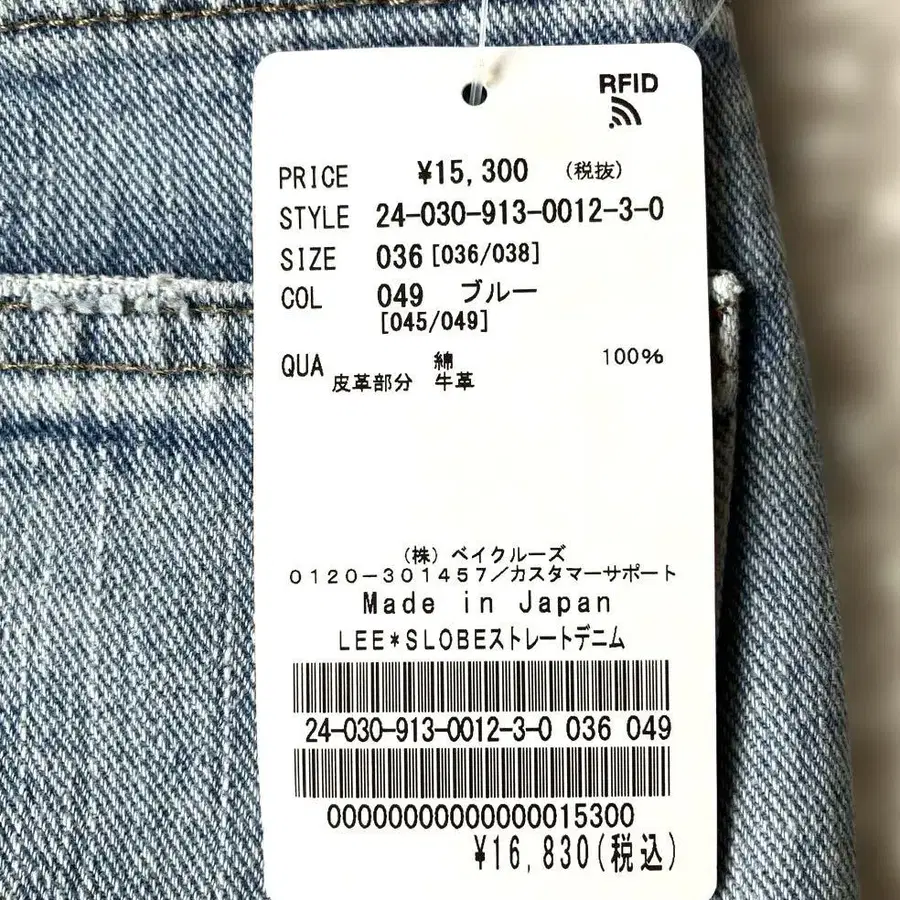 RFID
PRICE ¥15,300 (税抜)
STYLE 24-030-913-0012-3-0
SIZE 036 [036/038]
COL 049 ブルー
[045/049]
QUA 綿 100%
皮革部分 牛革
(株)ベイクルーズ
0120-301457/カスタマーサポート
Made in Japan
LEE*SLOBEストレートデニム
24-030-913-0012-3-0 036 049
00000000000000015300
¥16,830(税込)